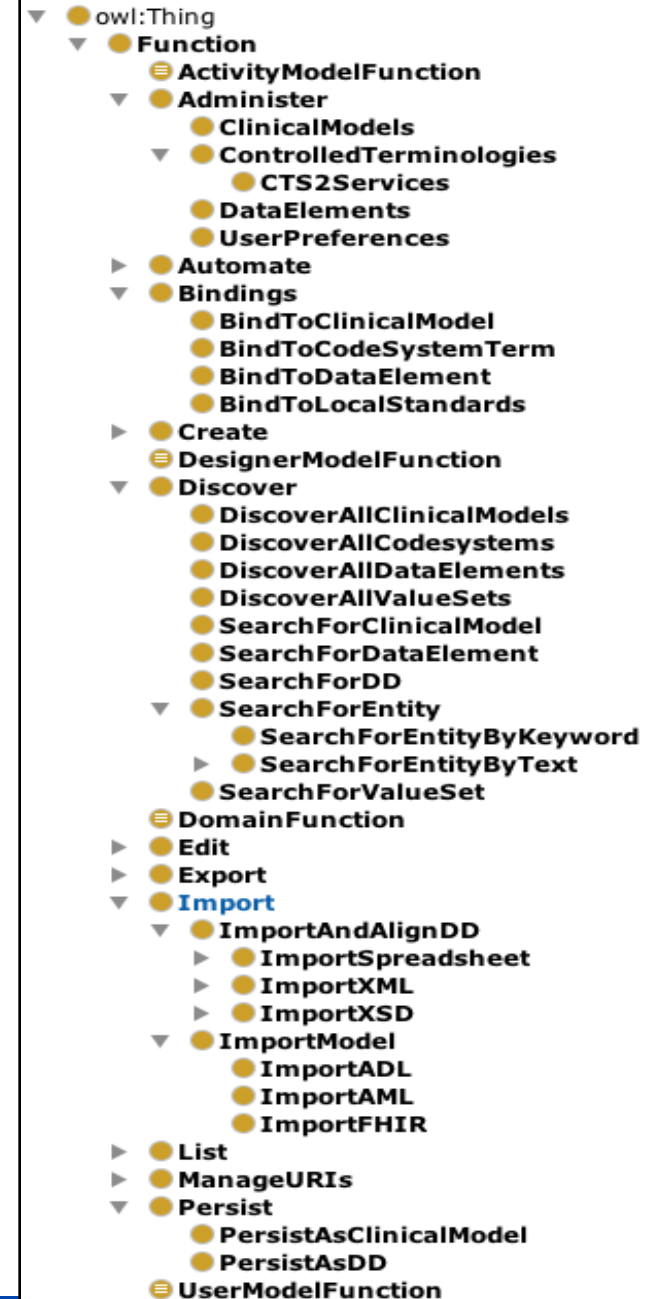 owl:Thing
Function
ActivityModelFunction
Administer
ClinicalModels
ControlledTerminologies
CTS2Services
DataElements
UserPreferences
Automate
Bindings
BindToClinicalModel
BindToCodeSystemTerm
BindToDataElement
BindToLocalStandards
Create
DesignerModelFunction
Discover
DiscoverAllClinicalModels
DiscoverAllCodesystems
DiscoverAllDataElements
DiscoverAllValueSets
SearchForClinicalModel
SearchForDataElement
SearchForDD
SearchForEntity
SearchForEntityByKeyword
SearchForEntityByText
SearchForValueSet
DomainFunction
Edit
Export
Import
ImportAndAlignDD
ImportSpreadsheet
ImportXML
ImportXSD
ImportModel
ImportADL
ImportAML
ImportFHIR
List
ManageURIs
Persist
PersistAsClinicalModel
PersistAsDD
UserModelFunction